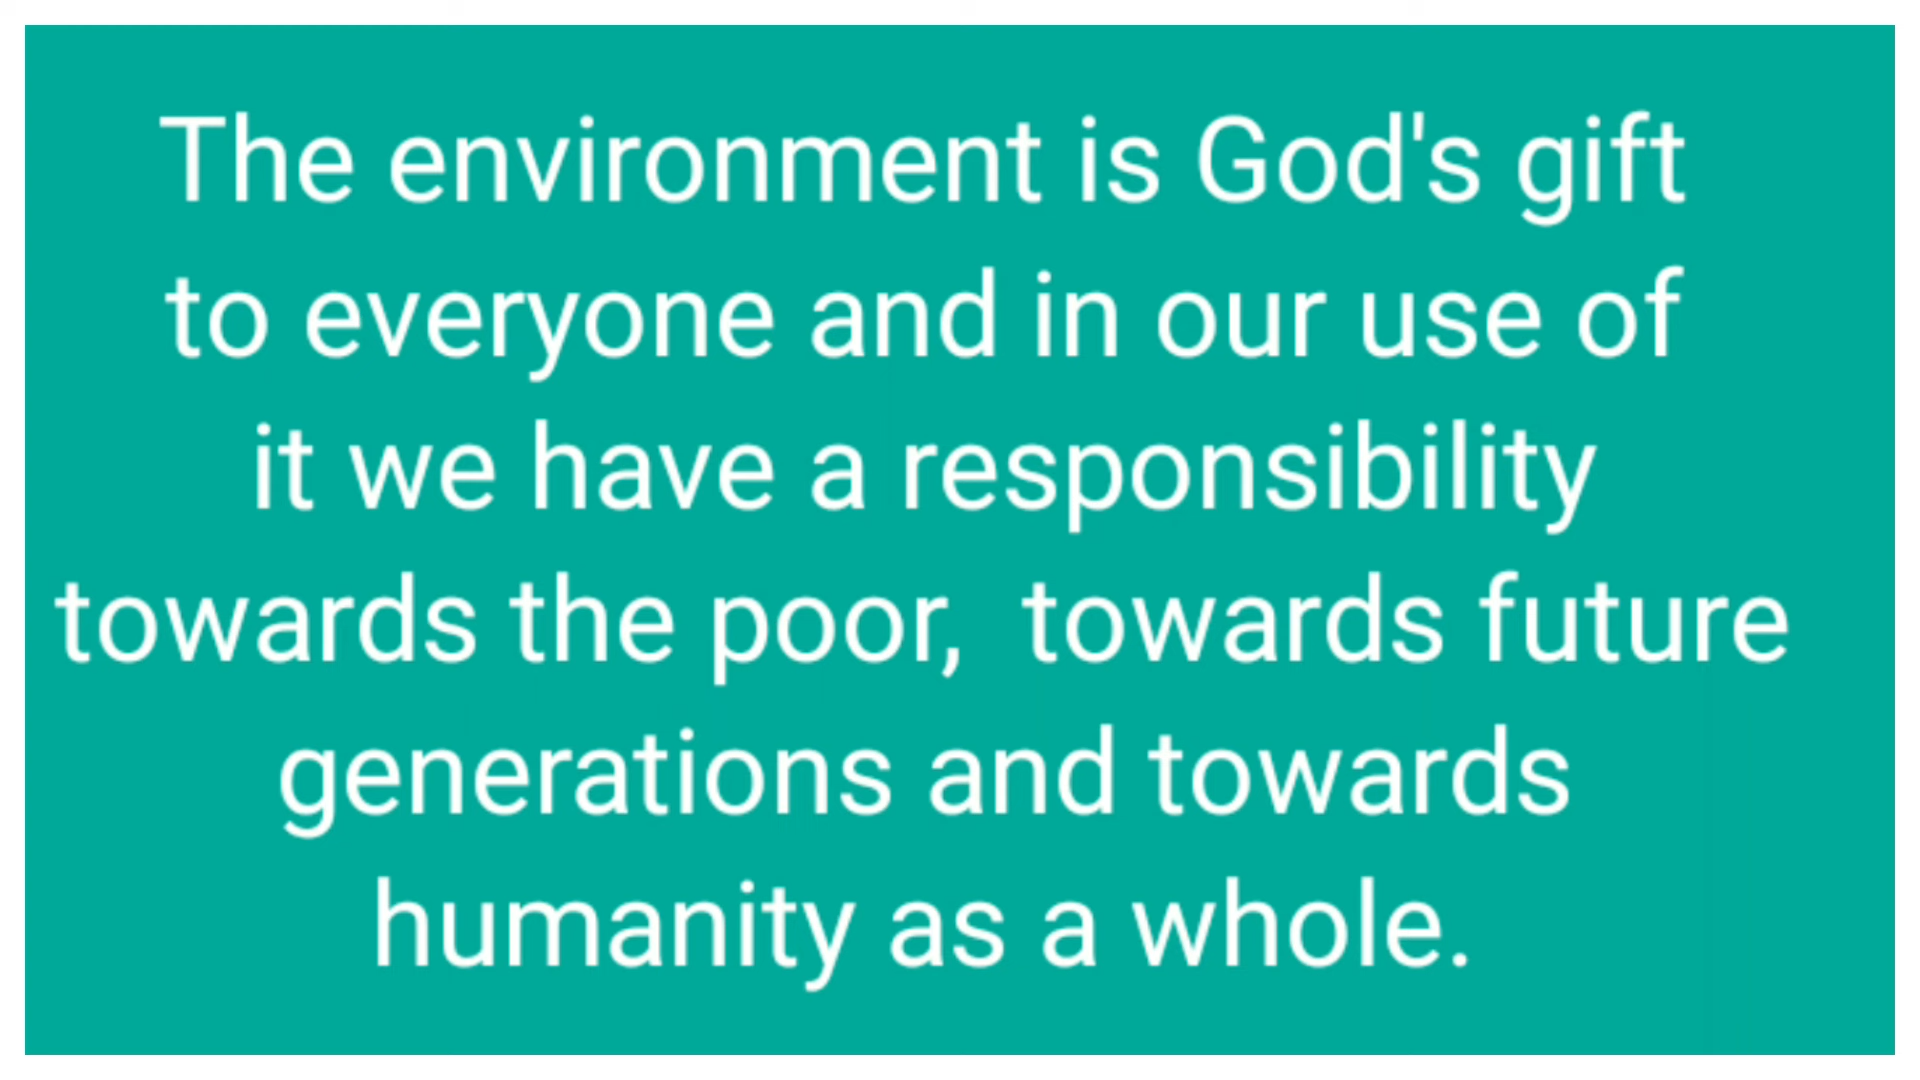 The environment is God's gift
to everyone and in our use of
it we have a responsibility
towards the poor,  towards future
generations and towards
humanity as a whole.